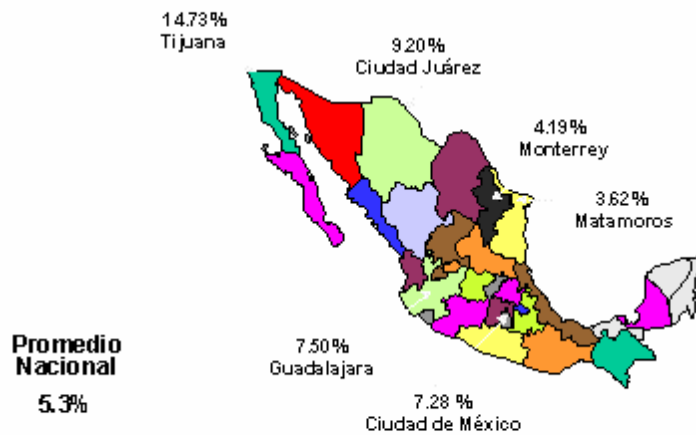 14.73%
Tijuana
9.20%
Ciudad Juárez
4.19%
Monterrey
3.62%
Matamoros
Promedio
Nacional
5.3%
7.50%
Guadalajara
7.28 %
Ciudad de México